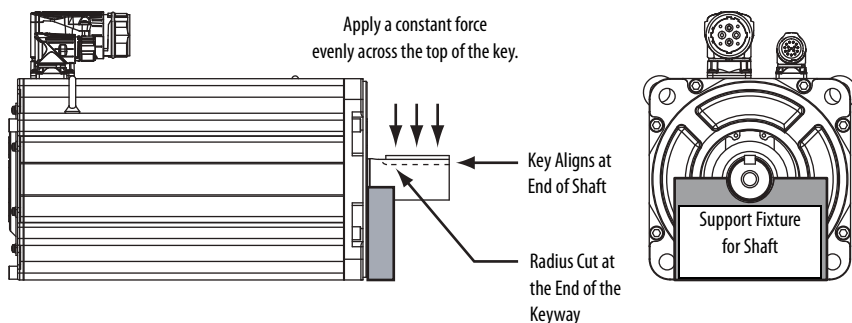 Apply a constant force
evenly across the top of the key.
Key Aligns at
End of Shaft
Radius Cut at
the End of the
Keyway
Support Fixture
for Shaft